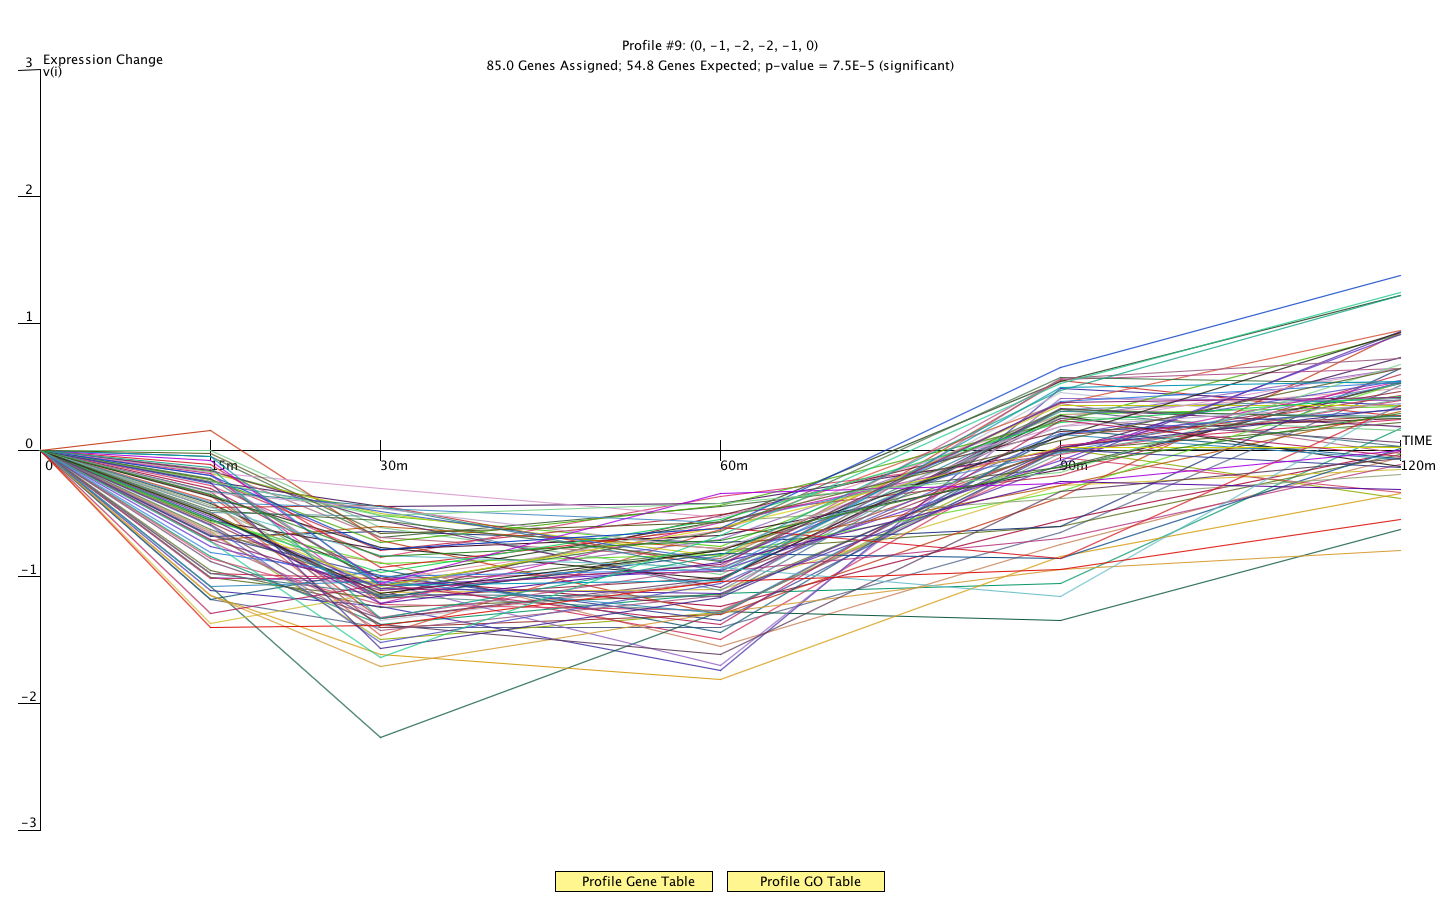 Profile #9: (0, -1, -2, -2, -1, 0)
85.0 Genes Assigned; 54.8 Genes Expected; p-value = 7.5E-5 (significant)
Expression Change
v(i)
3
2
1
0
-1
-2
-3
TIME
0
15m
30m
60m
90m
120m
Profile Gene Table
Profile GO Table